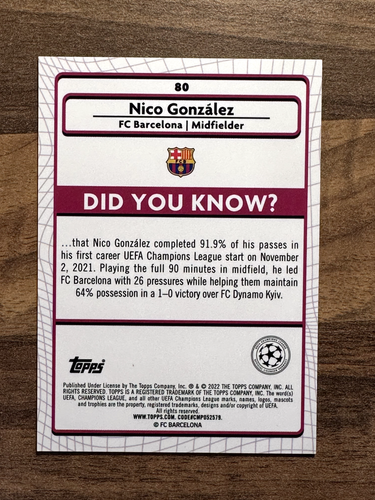 80
Nico González
FC Barcelona | Midfielder
FCB
DID YOU KNOW?
...that Nico González completed 91.9% of his passes in
his first career UEFA Champions League start on November
2, 2021. Playing the full 90 minutes in midfield, he led
FC Barcelona with 26 pressures while helping them maintain
64% possession in a 1–0 victory over FC Dynamo Kyiv.
Topps
Published Under License by The Topps Company, Inc. ® & © 2022 THE TOPPS COMPANY, INC. ALL
RIGHTS RESERVED. TOPPS IS A REGISTERED TRADEMARK OF THE TOPPS COMPANY, INC. The word(s)
UEFA, CHAMPIONS LEAGUE, and all other UEFA Champions League marks, names, logos, mascots
and trophies are the property, registered trademarks, designs and/or copyright of UEFA.
All rights reserved.
WWW.TOPPS.COM. CODE#CMP052579.
© FC BARCELONA